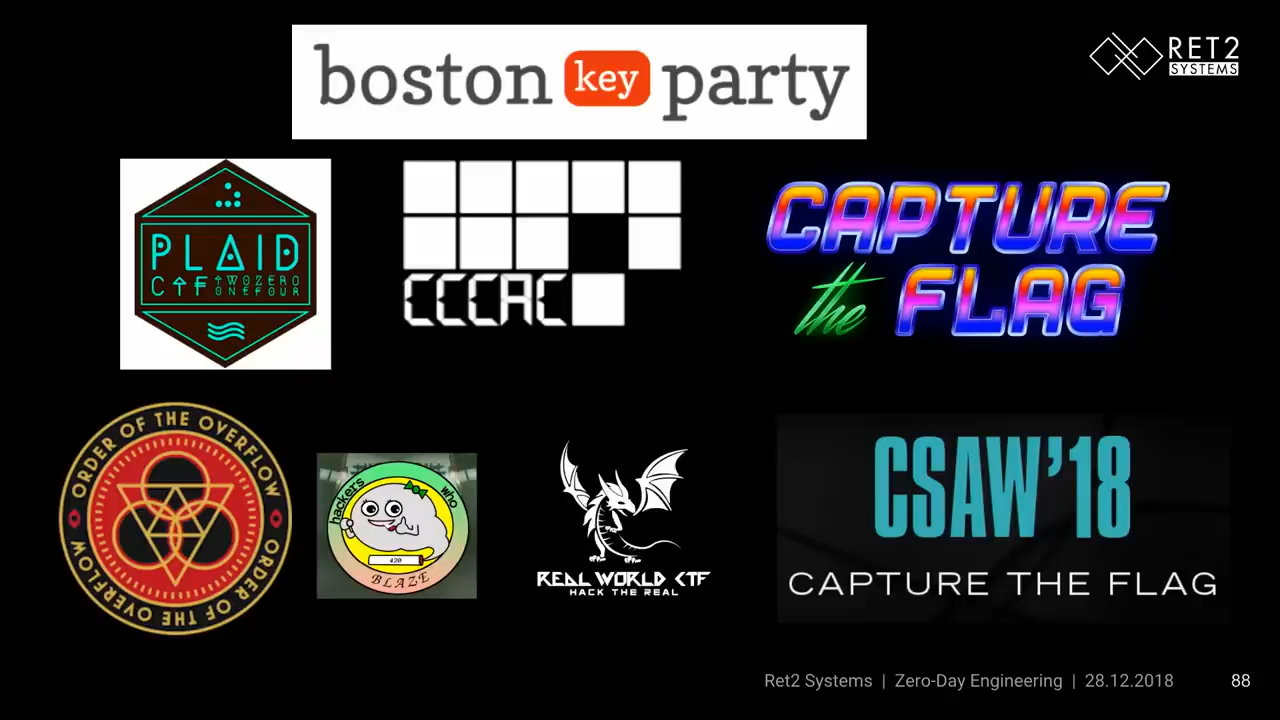 boston key party
RET2
SYSTEMS
PLAID
CTF TWOZERO
ONEFOUR
CCCAC
CAPTURE
the FLAG
ORDER OF THE OVERFLOW
ORDER OF THE OVERFLOW
hackers who
420
BLAZE
REAL WORLD CTF
HACK THE REAL
CSAW'18
CAPTURE THE FLAG
Ret2 Systems | Zero-Day Engineering | 28.12.2018 88